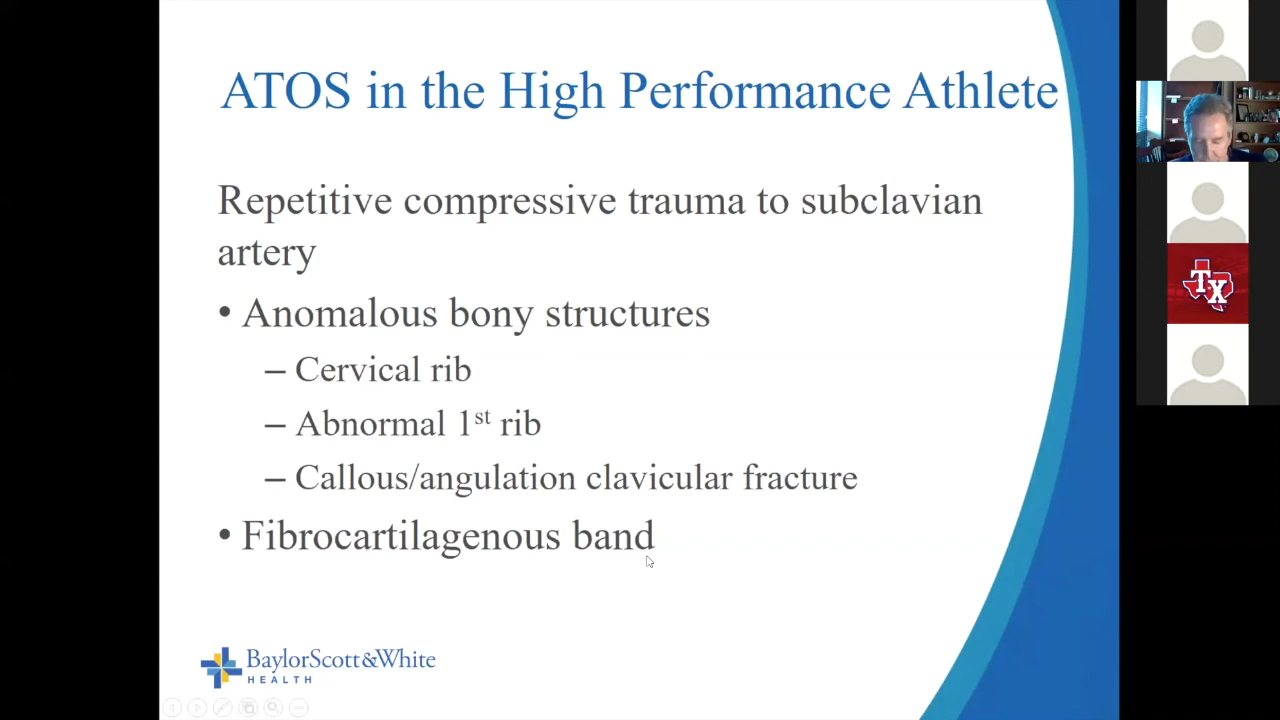 ATOS in the High Performance Athlete
Repetitive compressive trauma to subclavian
artery
• Anomalous bony structures
– Cervical rib
– Abnormal 1st rib
– Callous/angulation clavicular fracture
• Fibrocartilagenous band
BaylorScott&White
HEALTH
TX